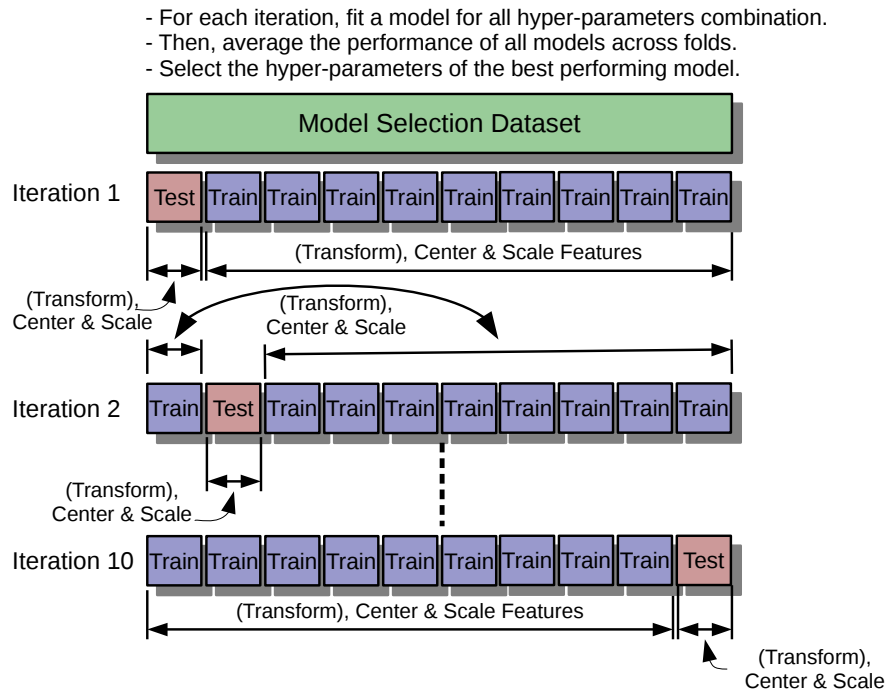 - For each iteration, fit a model for all hyper-parameters combination.
- Then, average the performance of all models across folds.
- Select the hyper-parameters of the best performing model.
Model Selection Dataset
Iteration 1
Test Train Train Train Train Train Train Train Train Train
(Transform), Center & Scale Features
(Transform),
Center & Scale
(Transform),
Center & Scale
Iteration 2
Train Test Train Train Train Train Train Train Train Train
(Transform),
Center & Scale
Iteration 10
Train Train Train Train Train Train Train Train Train Test
(Transform), Center & Scale Features
(Transform),
Center & Scale